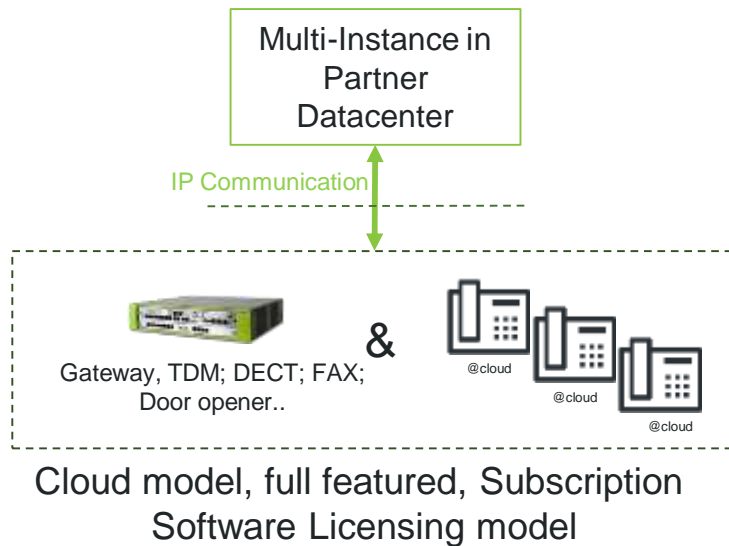 Multi-Instance in
Partner
Datacenter
IP Communication
&
Gateway, TDM; DECT; FAX;
Door opener..
@cloud
@cloud
@cloud
Cloud model, full featured, Subscription
Software Licensing model